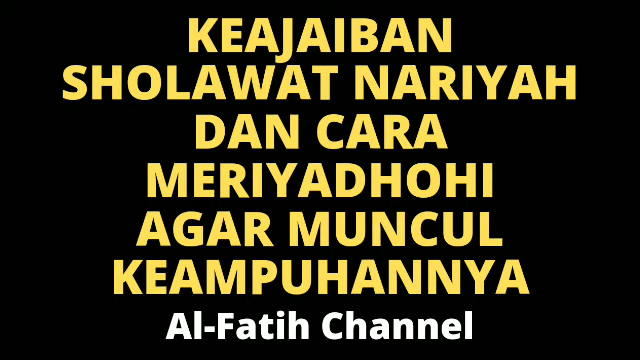 KEAJAIBAN
SHOLAWAT NARIYAH
DAN CARA
MERIYADHOHI
AGAR MUNCUL
KEAMPUHANNYA
Al-Fatih Channel